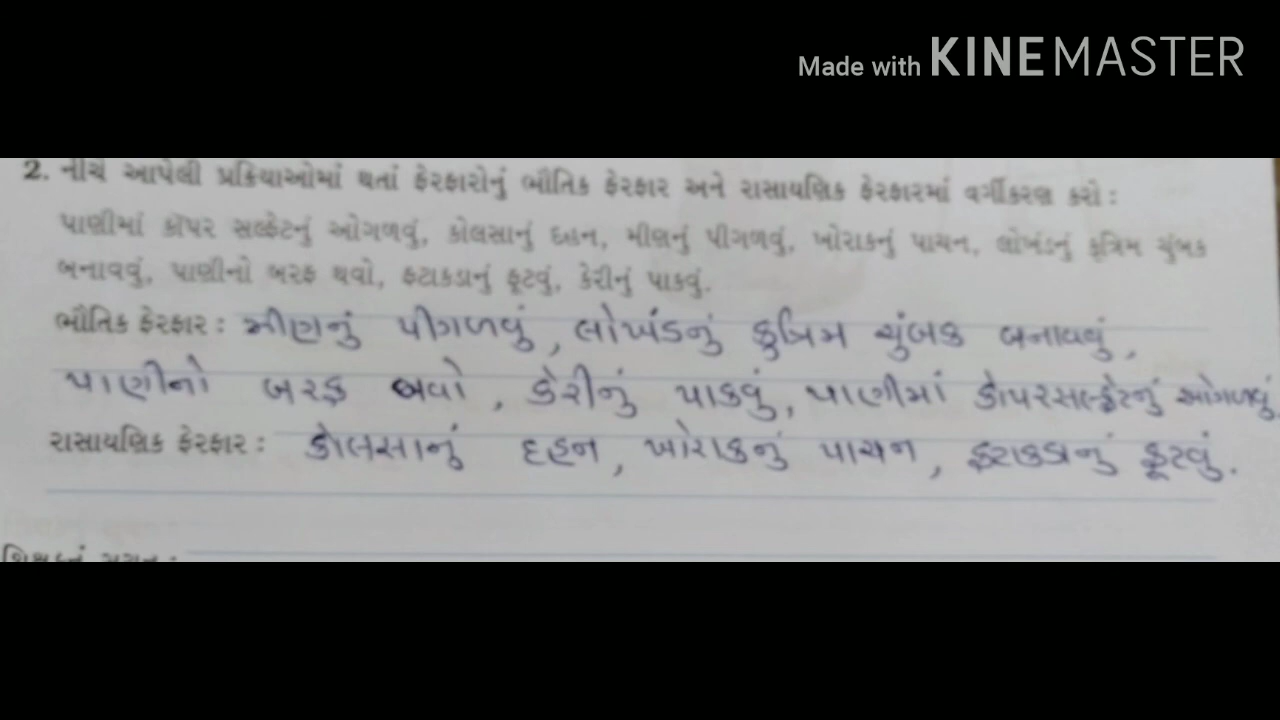 Made with KINEMASTER
2. નીચે આપેલી પ્રક્રિયાઓમાં થતાં ફેરફારોનું ભૌતિક ફેરફાર અને રાસાયણિક ફેરફારમાં વર્ગીકરણ કરો :
પાણીમાં કૉપર સલ્ફેટનું ઓગળવું, કોલસાનું દહન, મીણનું પીગળવું, ખોરાકનું પાચન, લોખંડનું કૃત્રિમ ચુંબક
બનાવવું, પાણીનો બરફ થવો, ફટાકડાનું ફૂટવું, કેરીનું પાકવું.
ભૌતિક ફેરફાર : મીણનું પીગળવું, લોખંડનું કૃત્રિમ ચુંબક બનાવવું,
પાણીનો બરફ થવો, કેરીનું પાકવું, પાણીમાં કોપરસલ્ફેટનું ઓગળવું
રાસાયણિક ફેરફાર : કોલસાનું દહન, ખોરાકનું પાચન, ફટાકડાનું ફૂટવું.